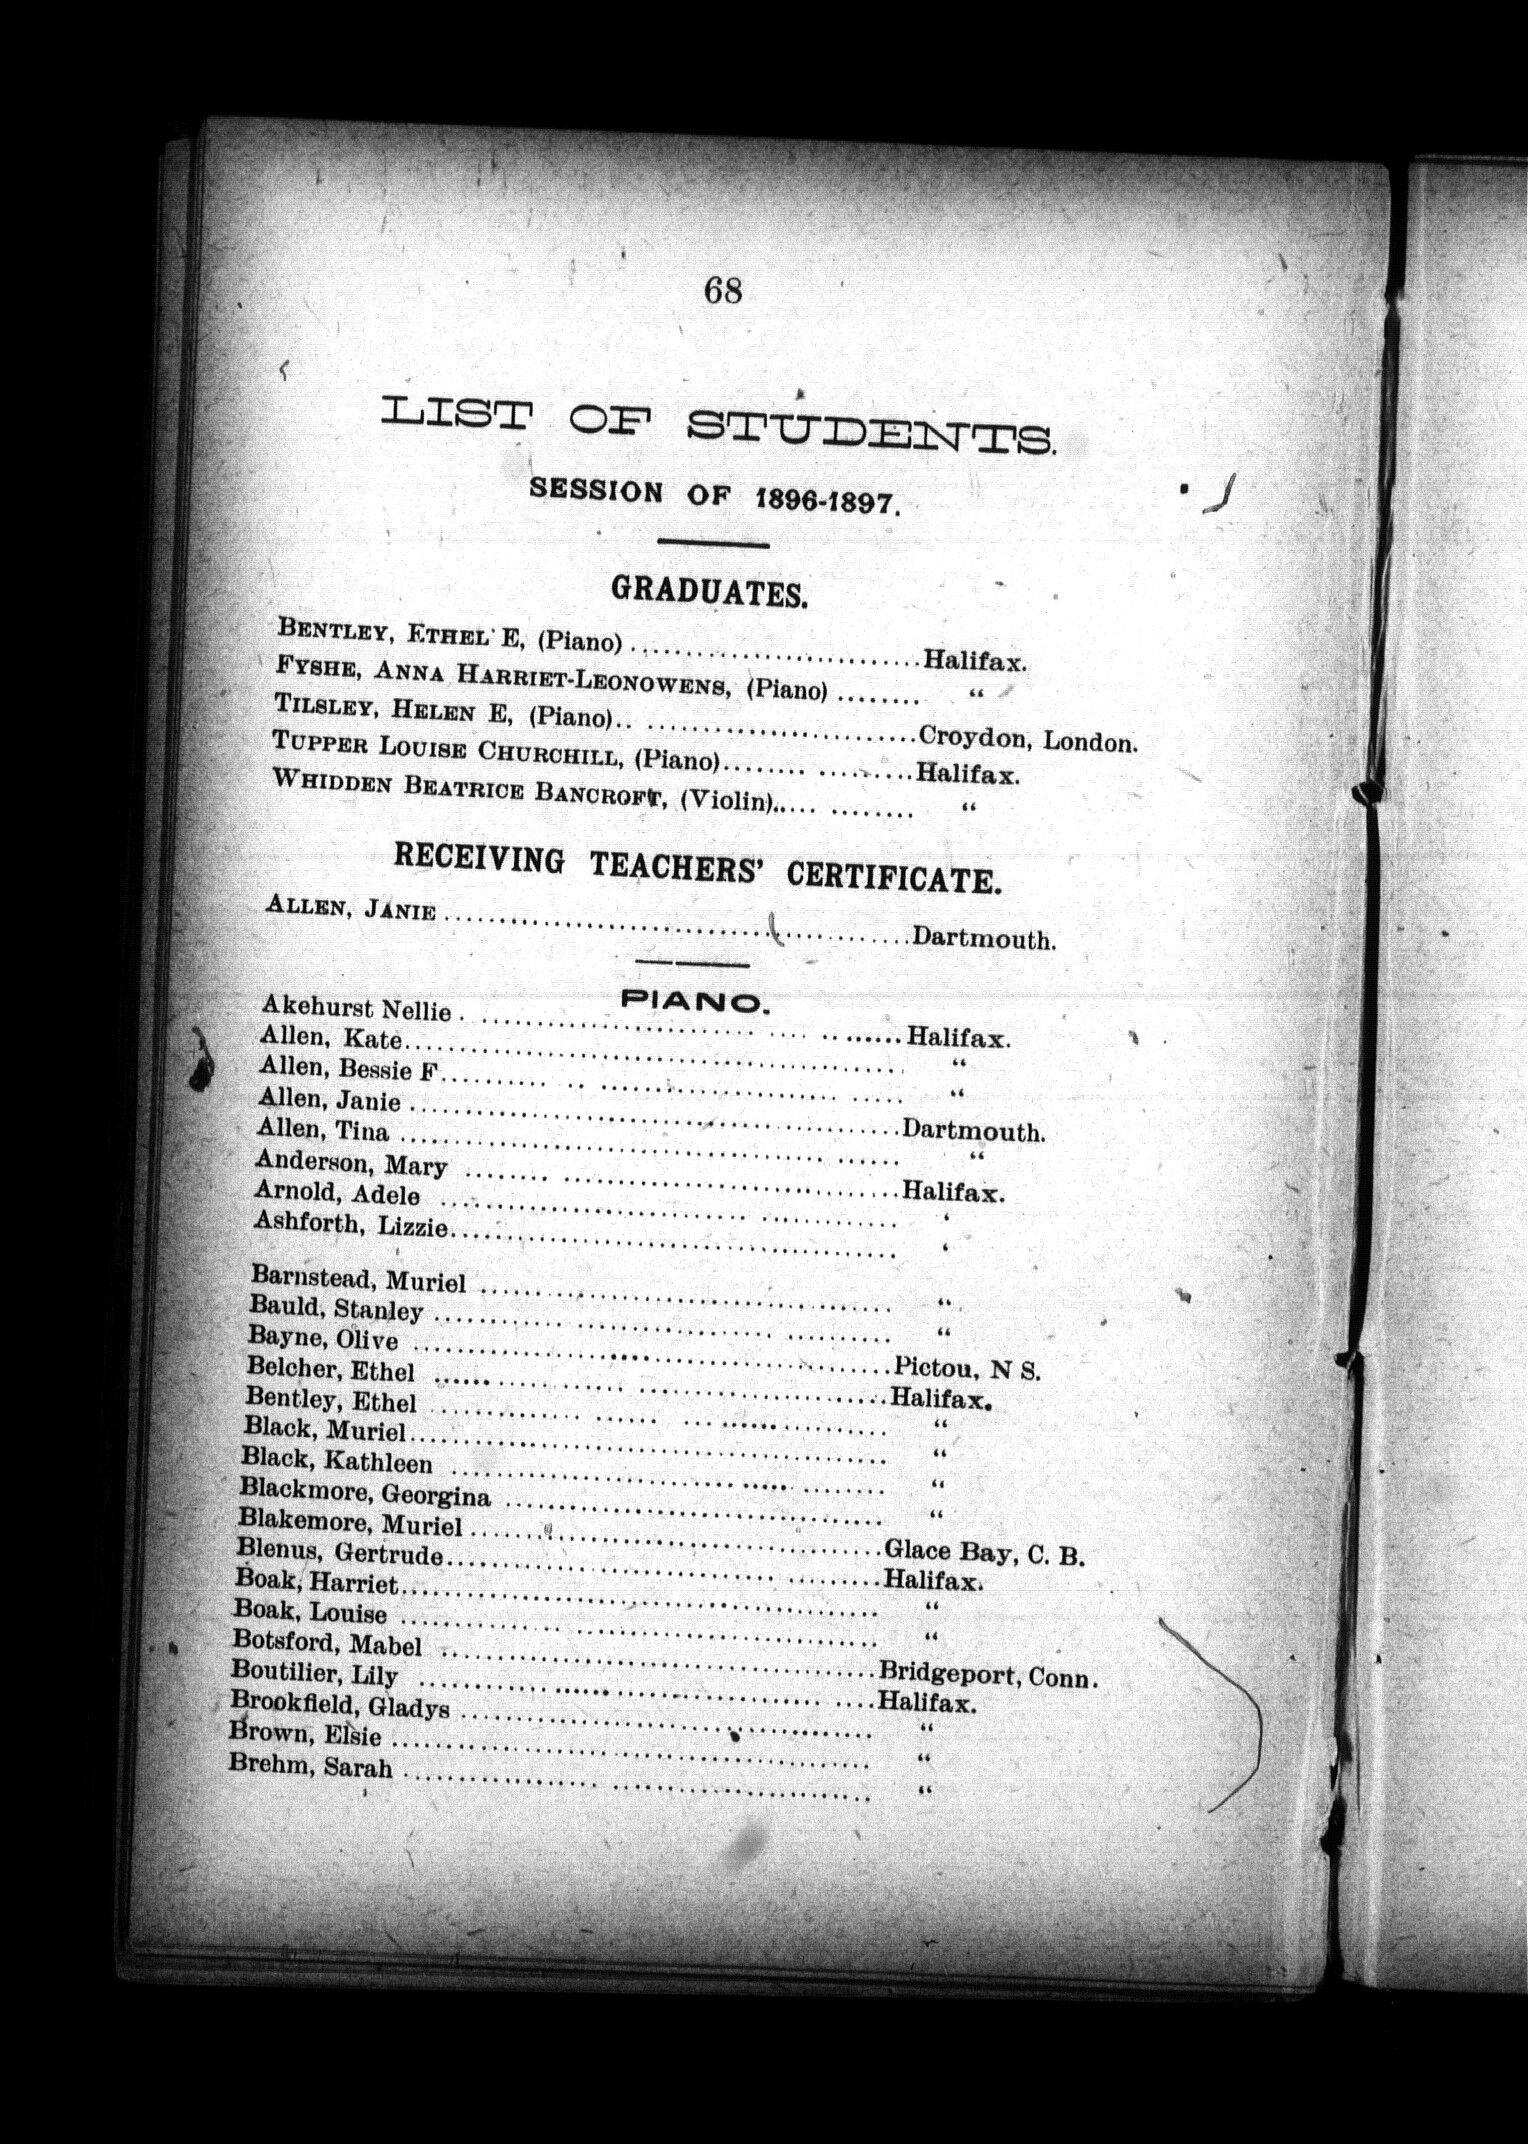 68
LIST OF STUDENTS.
SESSION OF 1896-1897.
GRADUATES.
BENTLEY, ETHEL E, (Piano) .......................... Halifax.
FYSHE, ANNA HARRIET-LEONOWENS, (Piano) ........ “
TILSLEY, HELEN E, (Piano).. ......................... Croydon, London.
TUPPER LOUISE CHURCHILL, (Piano)........ ......... Halifax.
WHIDDEN BEATRICE BANCROFT, (Violin)..... ........ “
RECEIVING TEACHERS’ CERTIFICATE.
ALLEN, JANIE .......................................... Dartmouth.
PIANO.
Akehurst Nellie . ......................... .... ........ Halifax.
Allen, Kate............................................. “
Allen, Bessie F.......... .. ...................... ..... “
Allen, Janie ............................................ Dartmouth.
Allen, Tina ...................................... ...... “
Anderson, Mary ........ .............................. Halifax.
Arnold, Adele ............................ ............ ‘
Ashforth, Lizzie........................................ ‘
Barnstead, Muriel ..................................... “
Bauld, Stanley ............ .................. ......... “
Bayne, Olive ........................................... Pictou, N S.
Belcher, Ethel .................... ...................... Halifax.
Bentley, Ethel .............. ...... ... ............... “
Black, Muriel........................................... “
Black, Kathleen ............................... ........ “
Blackmore, Georgina .................................. “
Blakemore, Muriel ..................................... Glace Bay, C. B.
Blenus, Gertrude.............................. ......... Halifax.
Boak, Harriet........................................... “
Boak, Louise ............... ........................... “
Botsford, Mabel ........................................ Bridgeport, Conn.
Boutilier, Lily ..................................... .... Halifax.
Brookfield, Gladys ..................................... “
Brown, Elsie ........................................... “
Brehm, Sarah .................. ........................ “